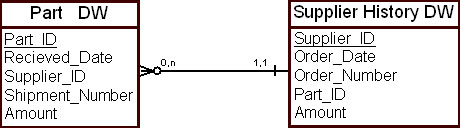 Part DW
Part_ID
Recieved_Date
Supplier_ID
Shipment_Number
Amount
0,n
1,1
Supplier History DW
Supplier_ID
Order_Date
Order_Number
Part_ID
Amount